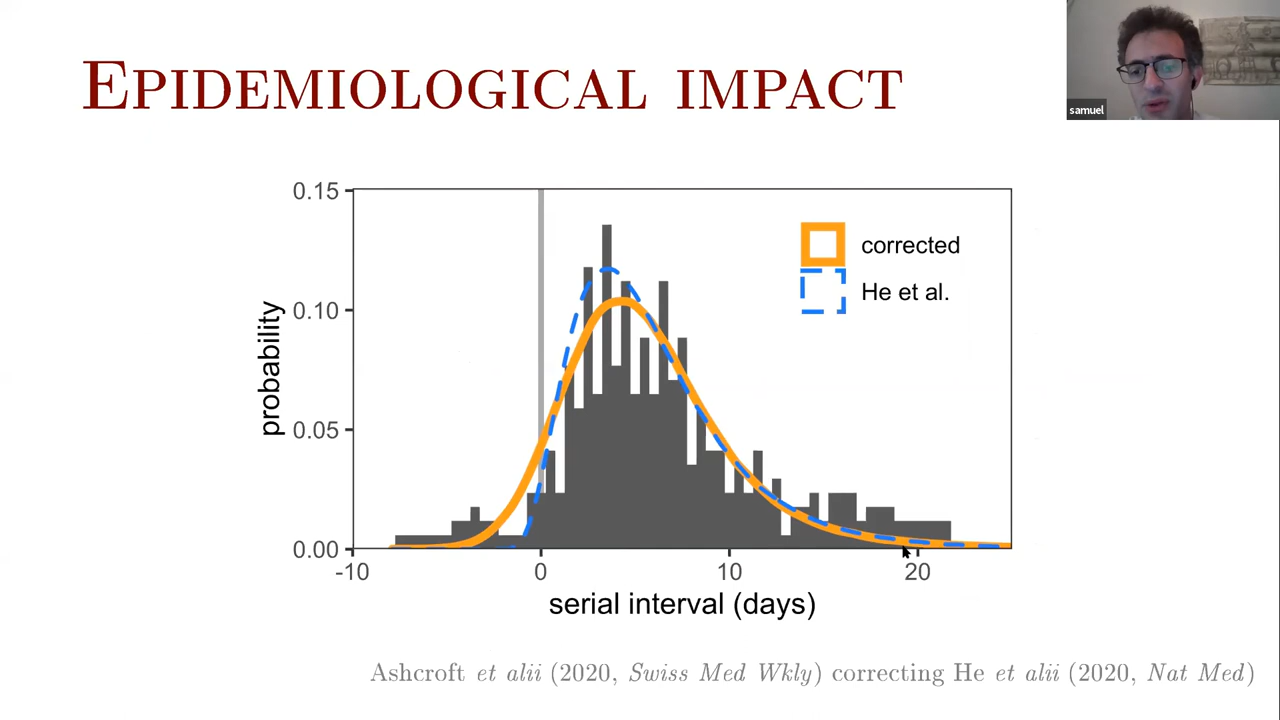 EPIDEMIOLOGICAL IMPACT
samuel
0.15
0.10
0.05
0.00
probability
corrected
He et al.
-10 0 10 20
serial interval (days)
Ashcroft et alii (2020, Swiss Med Wkly) correcting He et alii (2020, Nat Med)